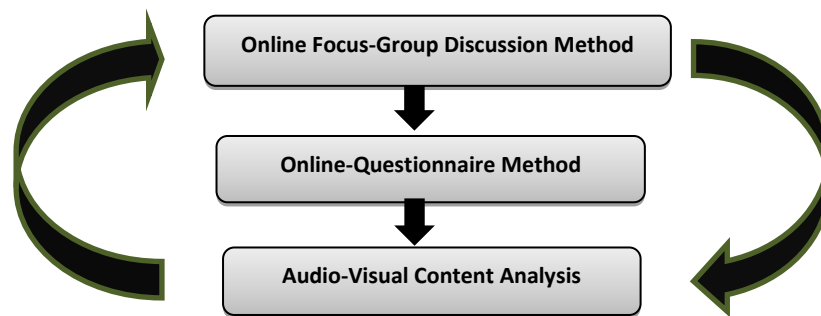 Online Focus-Group Discussion Method
Online-Questionnaire Method
Audio-Visual Content Analysis